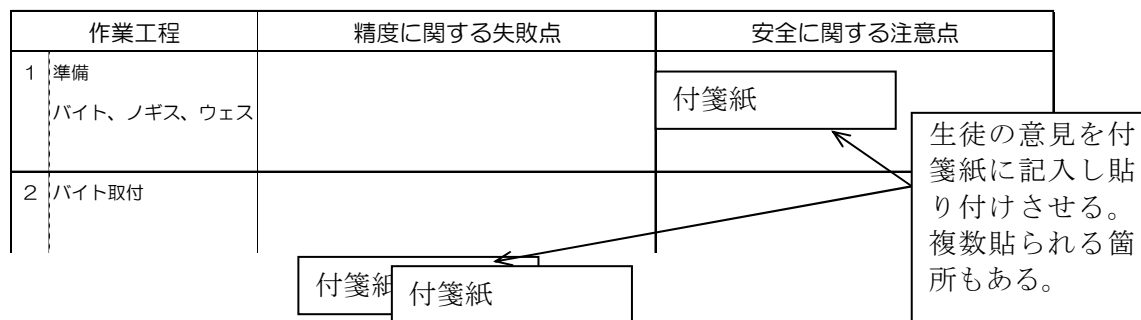 作業工程 精度に関する失敗点 安全に関する注意点
1 準備
バイト、ノギス、ウェス
付箋紙
生徒の意見を付
箋紙に記入し貼
り付けさせる。
複数貼られる箇
所もある。
2 バイト取付
付箋紙
付箋紙